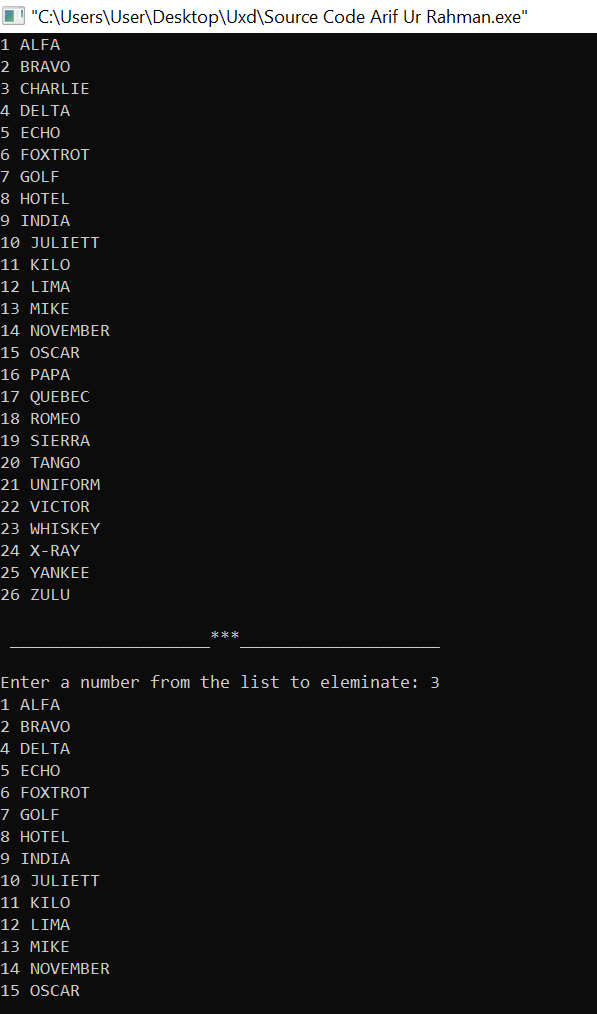 "C:\Users\User\Desktop\Uxd\Source Code Arif Ur Rahman.exe"
1 ALFA
2 BRAVO
3 CHARLIE
4 DELTA
5 ECHO
6 FOXTROT
7 GOLF
8 HOTEL
9 INDIA
10 JULIETT
11 KILO
12 LIMA
13 MIKE
14 NOVEMBER
15 OSCAR
16 PAPA
17 QUEBEC
18 ROMEO
19 SIERRA
20 TANGO
21 UNIFORM
22 VICTOR
23 WHISKEY
24 X-RAY
25 YANKEE
26 ZULU
____________________***____________________
Enter a number from the list to eleminate: 3
1 ALFA
2 BRAVO
4 DELTA
5 ECHO
6 FOXTROT
7 GOLF
8 HOTEL
9 INDIA
10 JULIETT
11 KILO
12 LIMA
13 MIKE
14 NOVEMBER
15 OSCAR